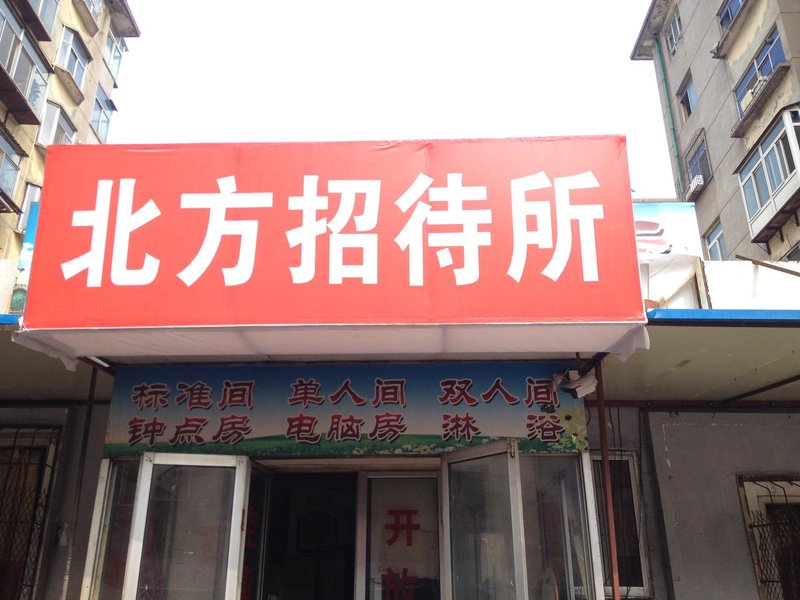 北方招待所
标准间 单人间 双人间
钟点房 电脑房 淋浴
开放